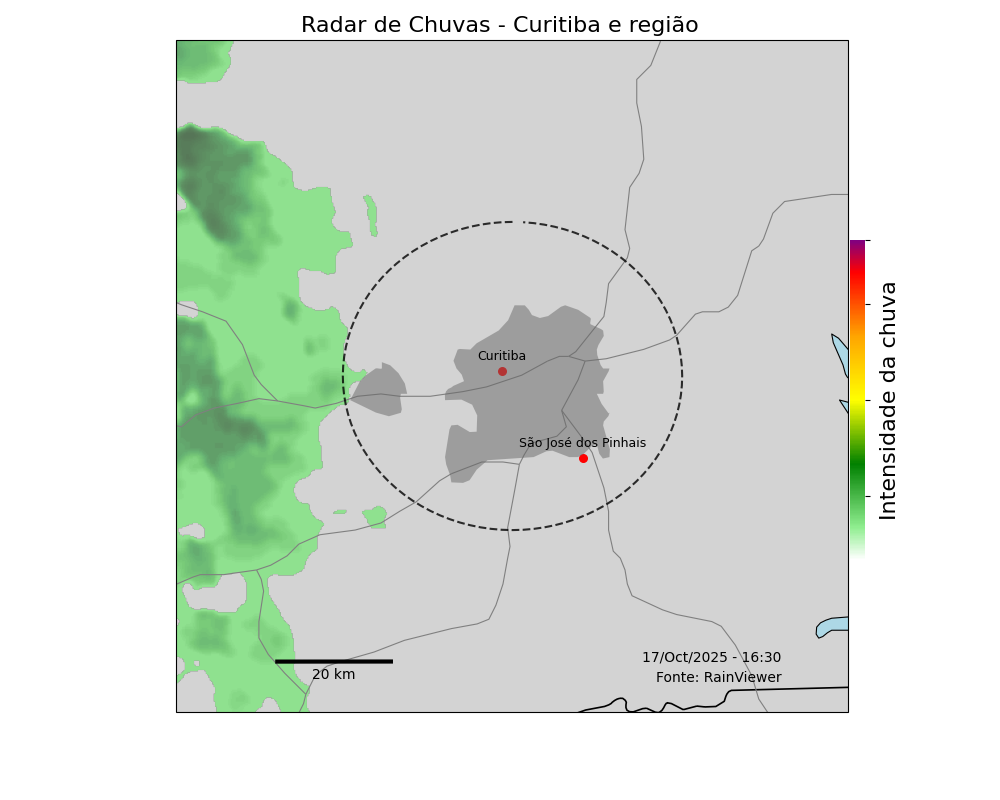 Radar de Chuvas - Curitiba e região
Curitiba
São José dos Pinhais
Intensidade da chuva
20 km
17/Oct/2025 - 16:30
Fonte: RainViewer